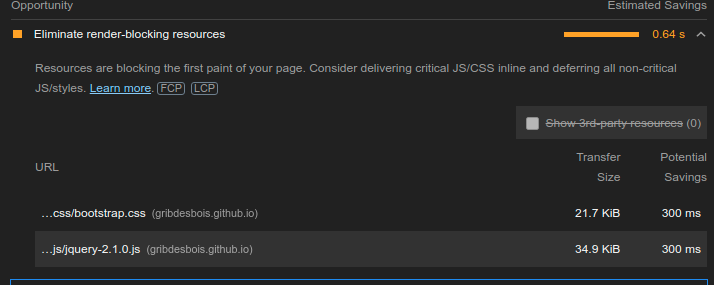 Opportunity Estimated Savings
Eliminate render-blocking resources 0.64 s
Resources are blocking the first paint of your page. Consider delivering critical JS/CSS inline and deferring all non-critical
JS/styles. Learn more. FCP LCP
Show 3rd-party resources (0)
URL Transfer Size Potential Savings
…css/bootstrap.css (gribdesbois.github.io) 21.7 KiB 300 ms
…js/jquery-2.1.0.js (gribdesbois.github.io) 34.9 KiB 300 ms